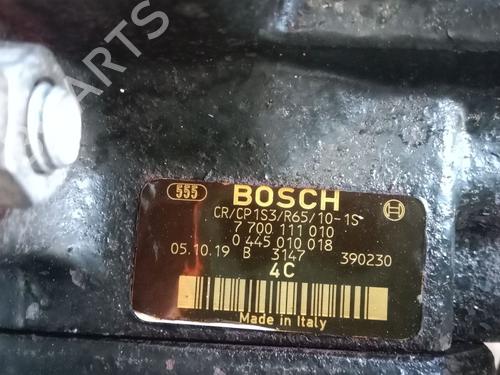 PARTS
555 BOSCH
CR/CP1S3/R65/10-1S
7 700 111 010
0 445 010 018
05.10.19 B 3147 390230
4C
Made in Italy